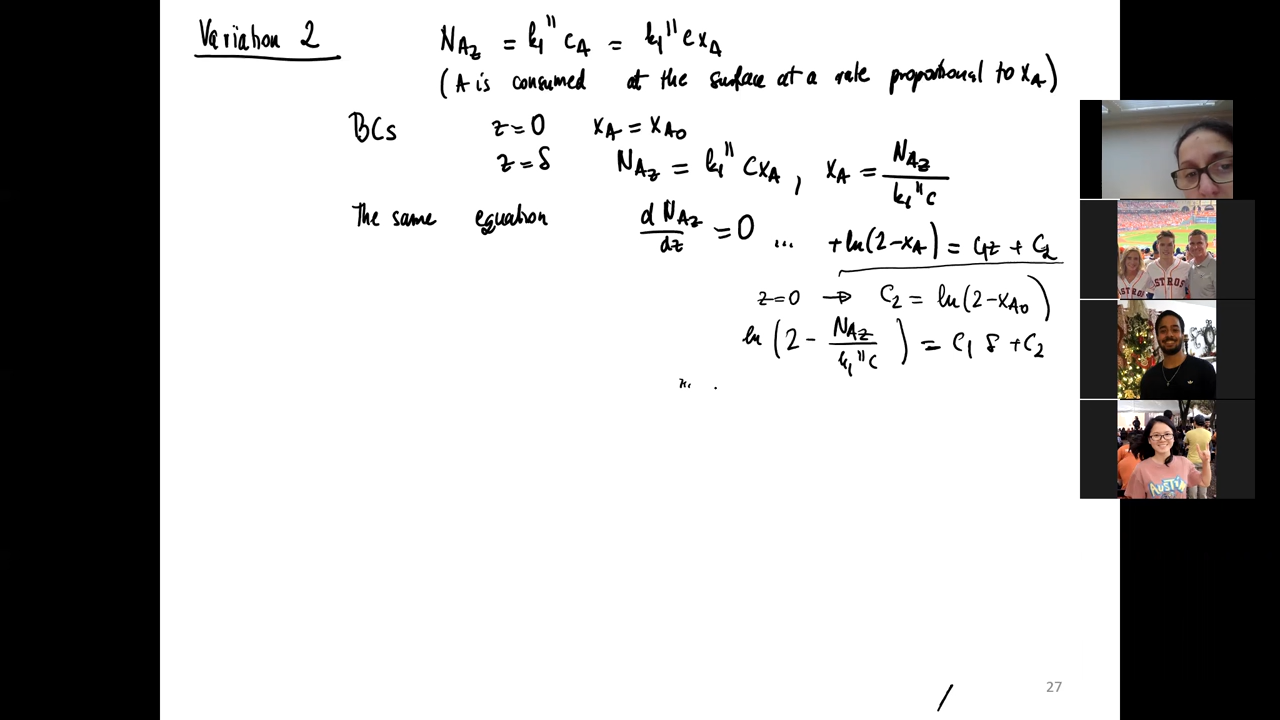 Variation 2
N_Az = k₁'' c_A = k₁'' c x_A
(A is consumed at the surface at a rate proportional to x_A)
BCs z=0 x_A = x_A0
z=δ N_Az = k₁'' c x_A , x_A = N_Az / k₁'' c
The same equation dN_Az/dz = 0 ... + ln(2-x_A) = C₁z + C₂
z=0 → C₂ = ln(2-x_A0)
ln(2 - N_Az / k₁'' c) = C₁ δ + C₂
ASTROS
AUSTIN
27